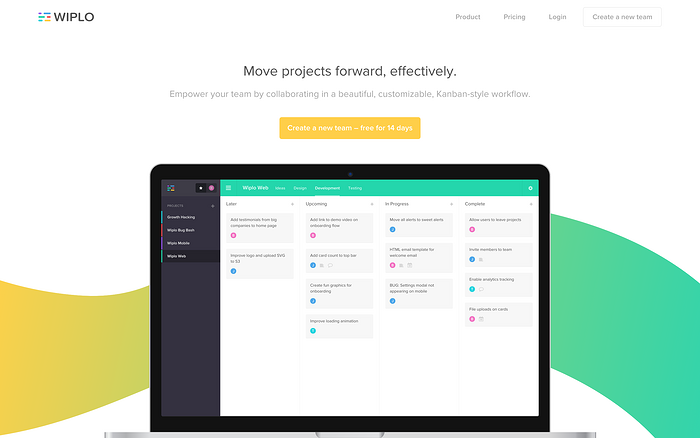 WIPLO
Product Pricing Login Create a new team
Move projects forward, effectively.
Empower your team by collaborating in a beautiful, customizable, Kanban-style workflow.
Create a new team – free for 14 days
Wiplo Web Ideas Design Development Testing
PROJECTS
Growth Hacking
Wiplo Bug Bash
Wiplo Mobile
Wiplo Web
Later
Add testimonials from big
companies to home page
Improve logo and upload SVG
to S3
Upcoming
Add link to demo video on
onboarding flow
Add card count to top bar
Create fun graphics for
onboarding
Improve loading animation
In Progress
Move all alerts to sweet alerts
HTML email template for
welcome email
BUG: Settings modal not
appearing on mobile
Complete
Allow users to leave projects
Invite members to team
Enable analytics tracking
File uploads on cards